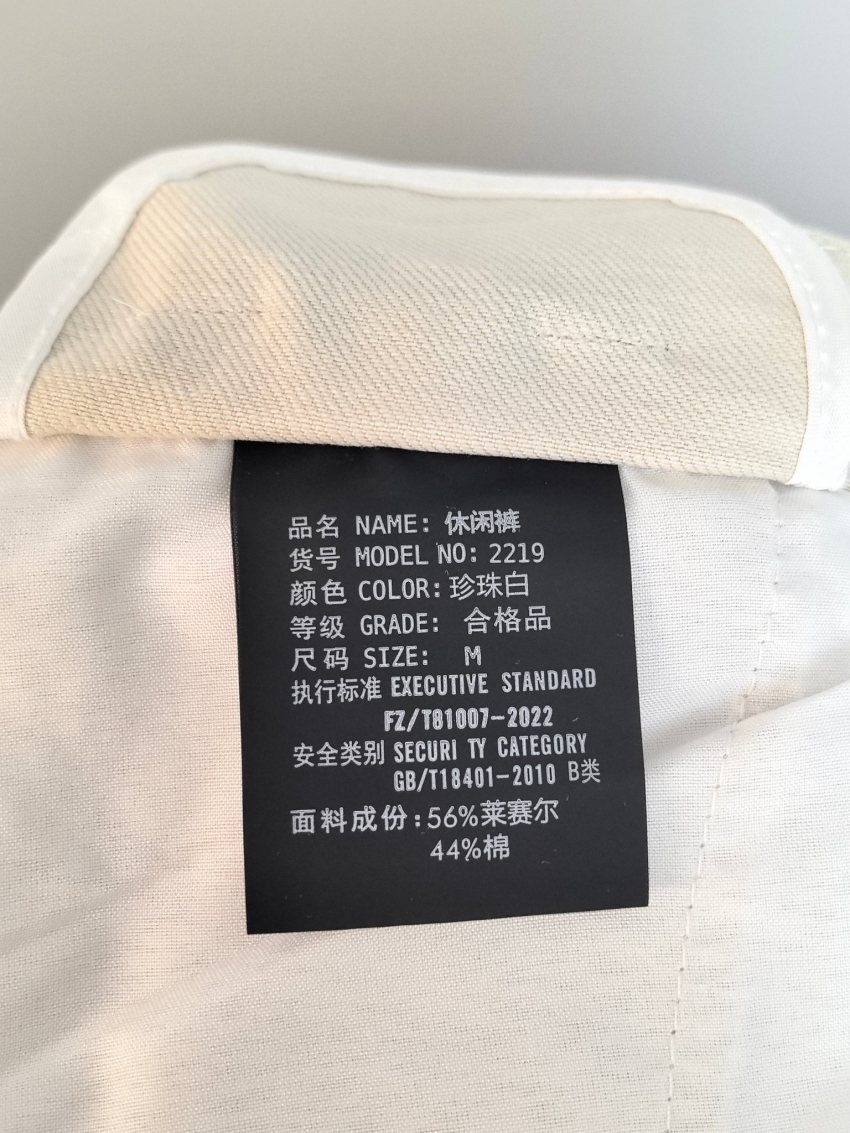 品名 NAME: 休闲裤
货号 MODEL NO: 2219
颜色 COLOR: 珍珠白
等级 GRADE: 合格品
尺码 SIZE: M
执行标准 EXECUTIVE STANDARD
FZ/T81007-2022
安全类别 SECURI TY CATEGORY
GB/T18401-2010 B类
面料成份:56%莱赛尔
44%棉